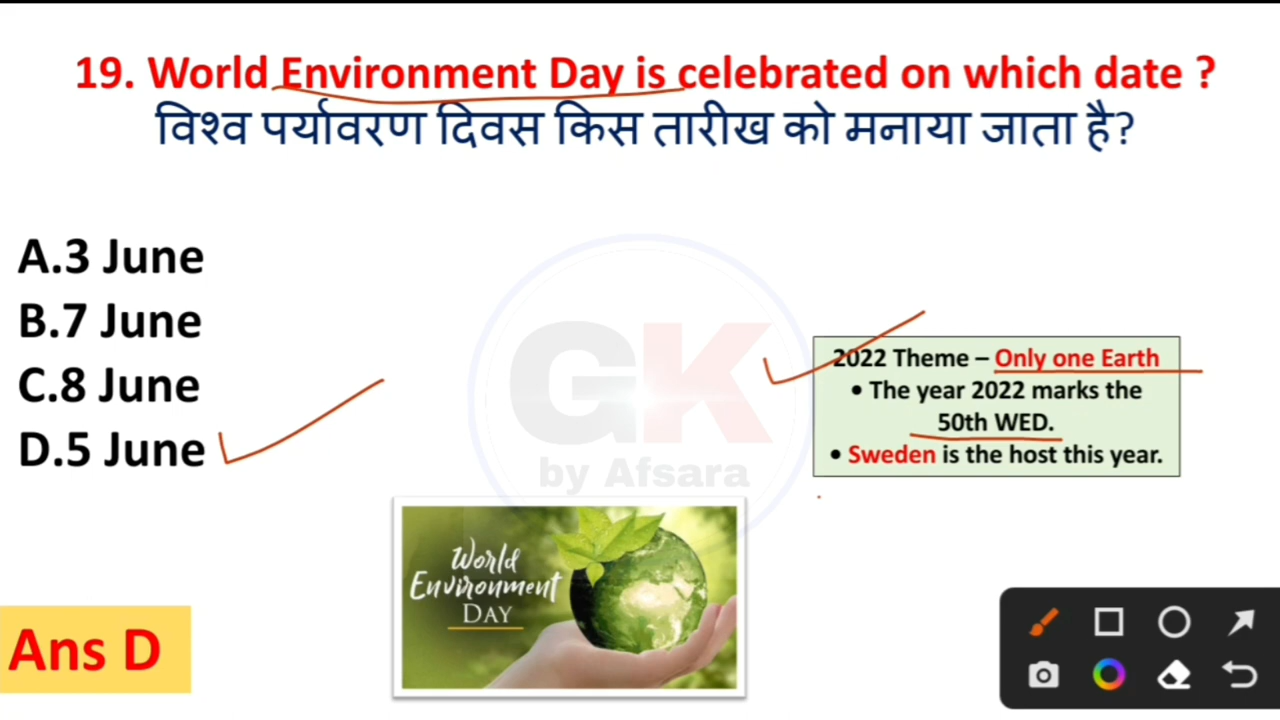 19. World Environment Day is celebrated on which date ?
विश्व पर्यावरण दिवस किस तारीख को मनाया जाता है?
A.3 June
B.7 June
C.8 June
D.5 June
GK
by Afsara
2022 Theme – Only one Earth
• The year 2022 marks the
50th WED.
• Sweden is the host this year.
World
Environment
DAY
Ans D